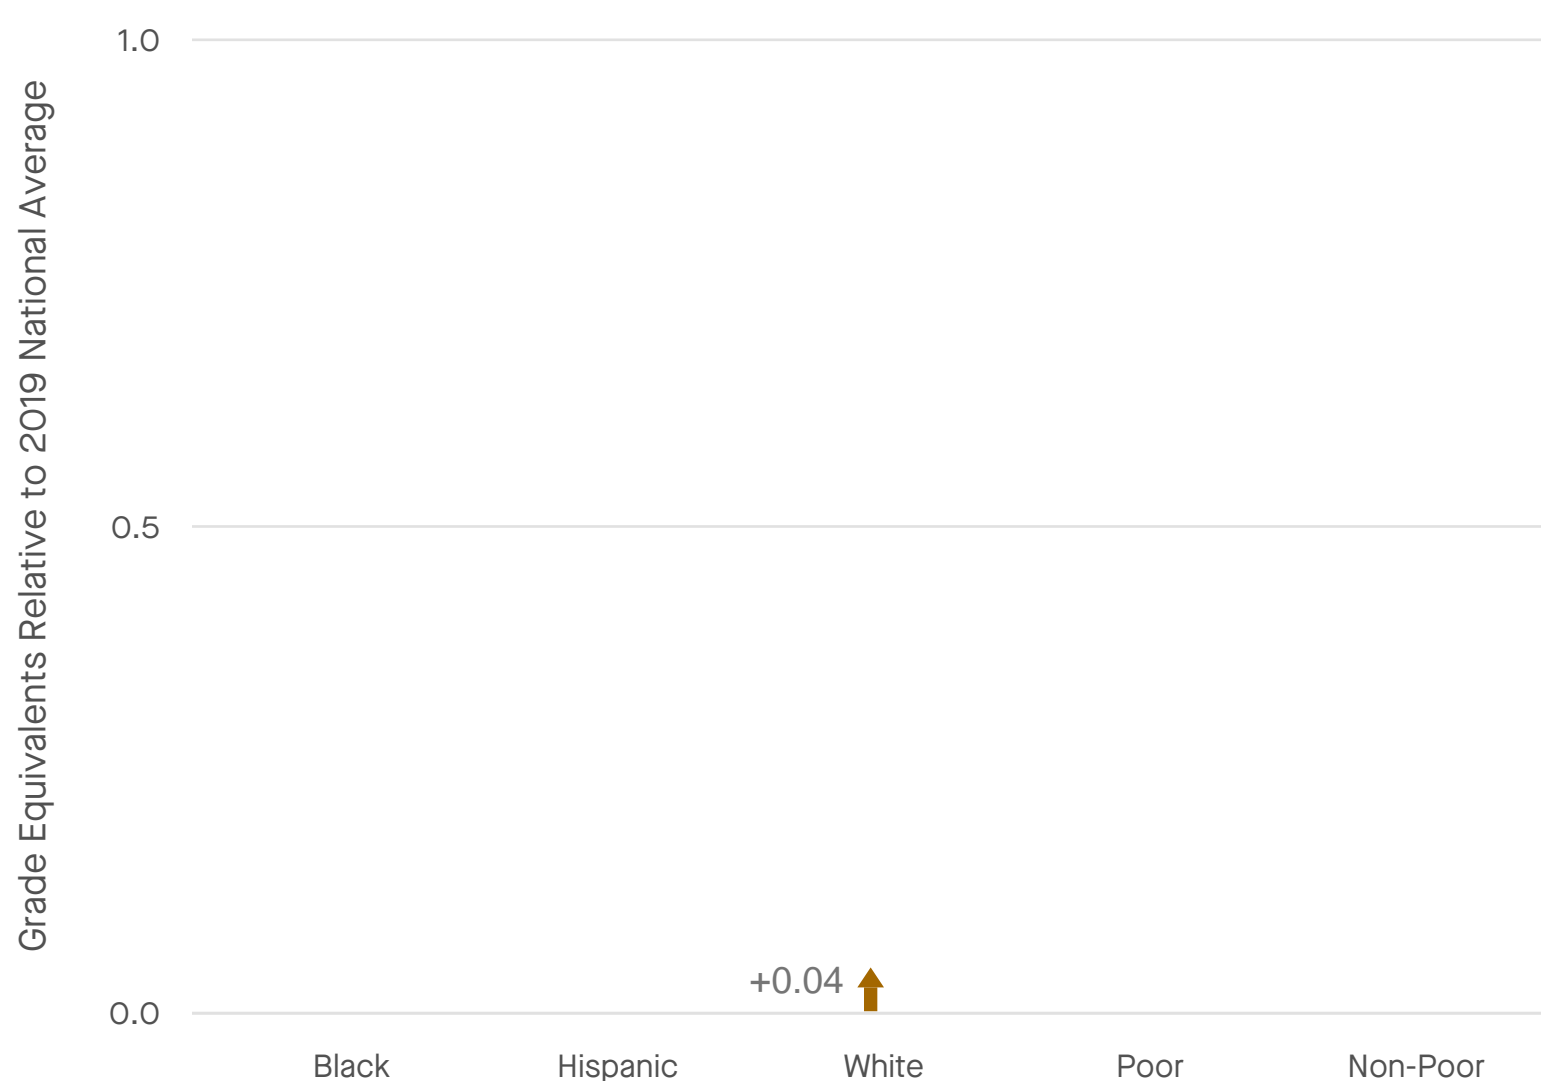 Grade Equivalents Relative to 2019 National Average
1.0
0.5
+0.04
0.0
Black Hispanic White Poor Non-Poor